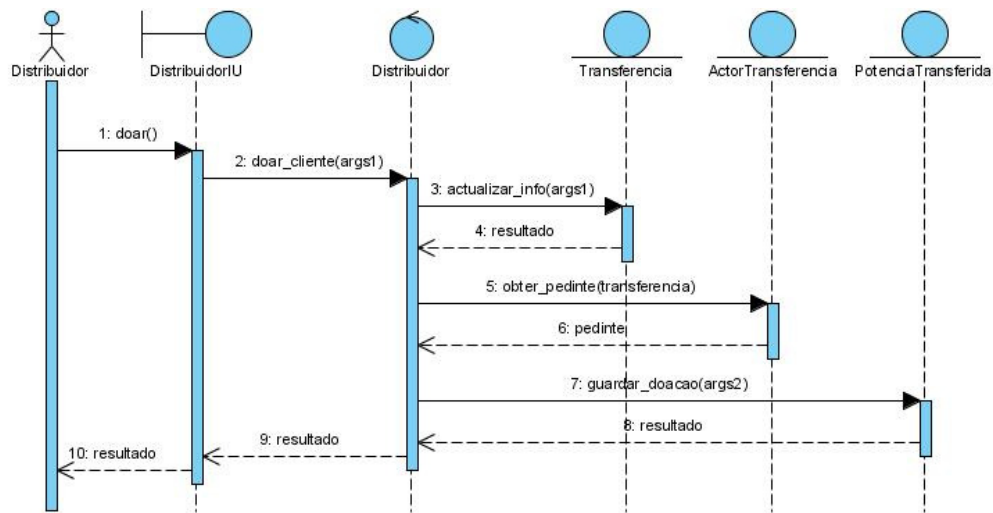 Distribuidor
DistribuidorIU
Distribuidor
Transferencia
ActorTransferencia
PotenciaTransferida
1: doar()
2: doar_cliente(args1)
3: actualizar_info(args1)
4: resultado
5: obter_pedinte(transferencia)
6: pedinte
7: guardar_doacao(args2)
8: resultado
9: resultado
10: resultado